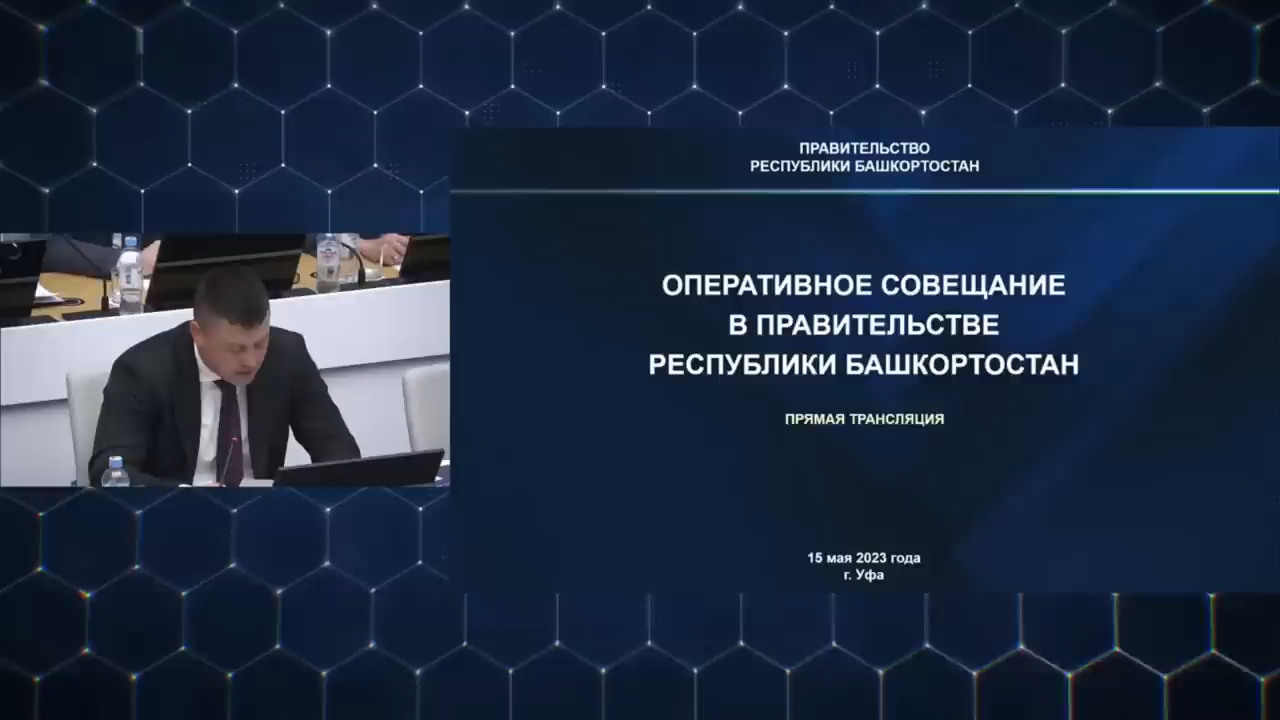 ПРАВИТЕЛЬСТВО
РЕСПУБЛИКИ БАШКОРТОСТАН
ОПЕРАТИВНОЕ СОВЕЩАНИЕ
В ПРАВИТЕЛЬСТВЕ
РЕСПУБЛИКИ БАШКОРТОСТАН
ПРЯМАЯ ТРАНСЛЯЦИЯ
15 мая 2023 года
г. Уфа